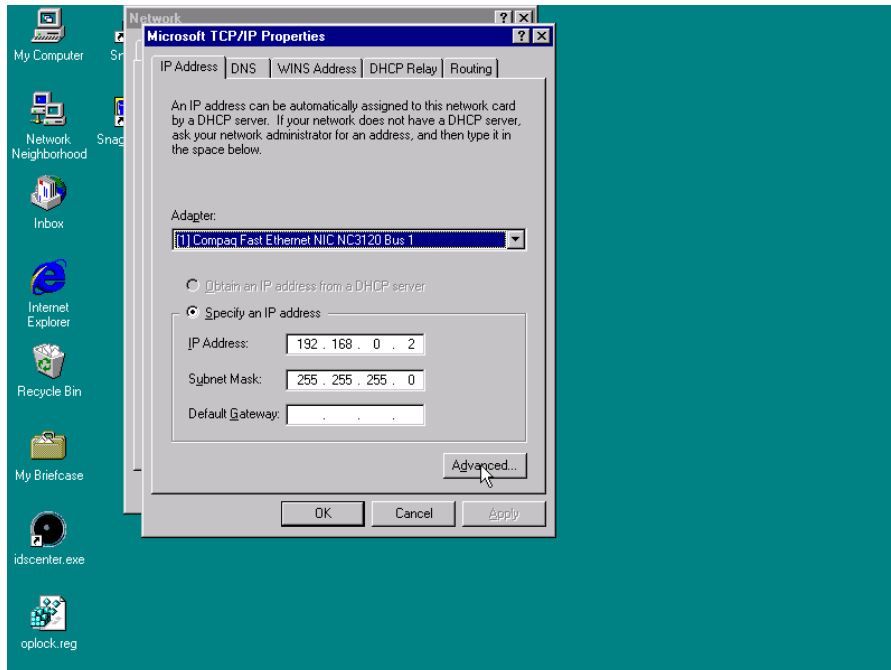 My Computer
Network
Neighborhood
Inbox
Internet
Explorer
Recycle Bin
My Briefcase
idscenter.exe
oplock.reg
Sn
Snag
Network
Microsoft TCP/IP Properties
IP Address
DNS
WINS Address
DHCP Relay
Routing
An IP address can be automatically assigned to this network card
by a DHCP server. If your network does not have a DHCP server,
ask your network administrator for an address, and then type it in
the space below.
Adapter:
[1] Compaq Fast Ethernet NIC NC3120 Bus 1
Obtain an IP address from a DHCP server
Specify an IP address
IP Address: 192 . 168 . 0 . 2
Subnet Mask: 255 . 255 . 255 . 0
Default Gateway: . . .
Advanced...
OK
Cancel
Apply